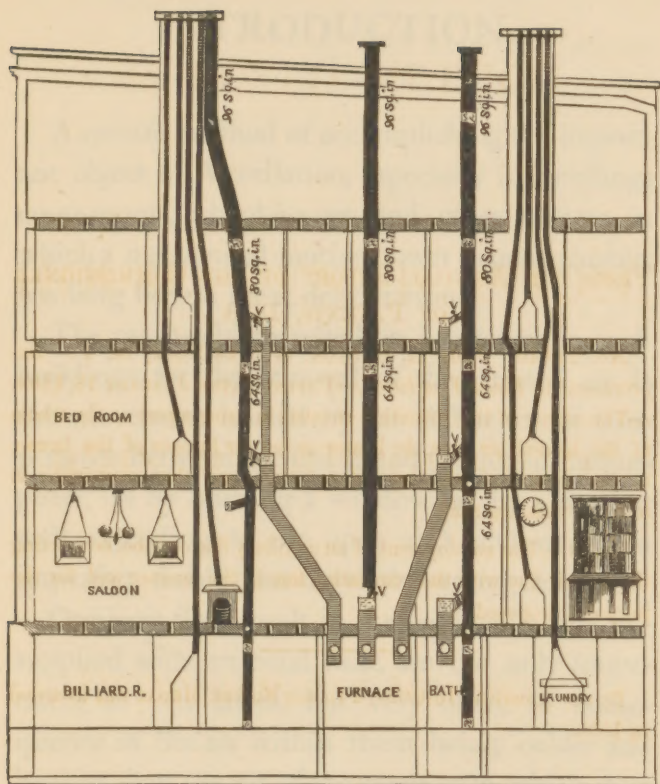 96 Sq.in
96 Sq.in
96 Sq.in
80 Sq.in
80 Sq.in
80 Sq.in
64 Sq.in
64 Sq.in
64 Sq.in
BED ROOM
64 Sq.in
SALOON
V
BILLIARD.R.
FURNACE
BATH
LAUNDRY